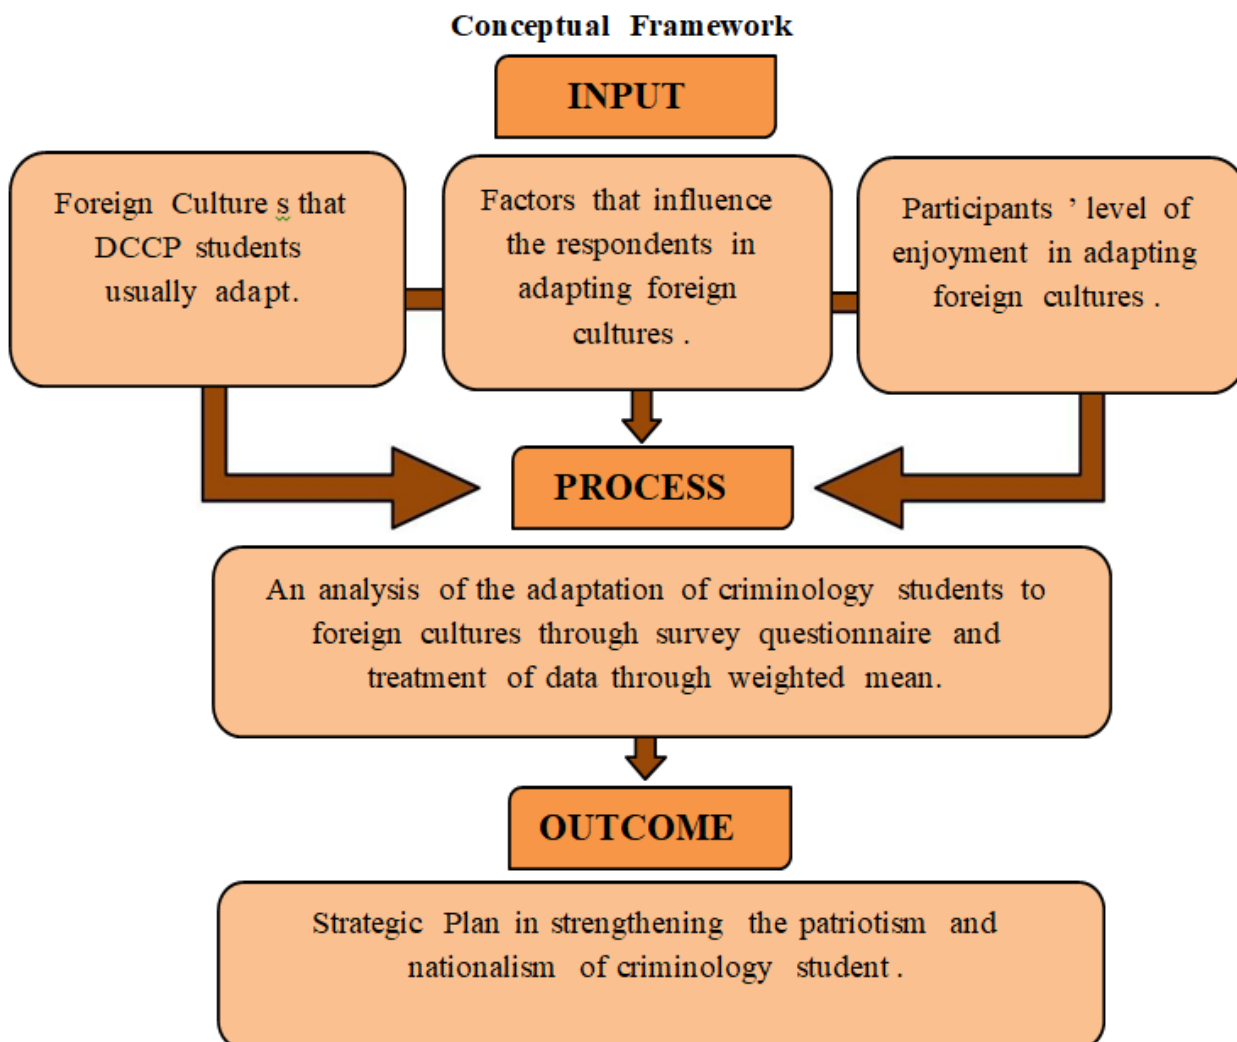 Conceptual Framework
INPUT
Foreign Culture s that
DCCP students
usually adapt.
Factors that influence
the respondents in
adapting foreign
cultures .
Participants ’ level of
enjoyment in adapting
foreign cultures .
PROCESS
An analysis of the adaptation of criminology students to
foreign cultures through survey questionnaire and
treatment of data through weighted mean.
OUTCOME
Strategic Plan in strengthening the patriotism and
nationalism of criminology student .